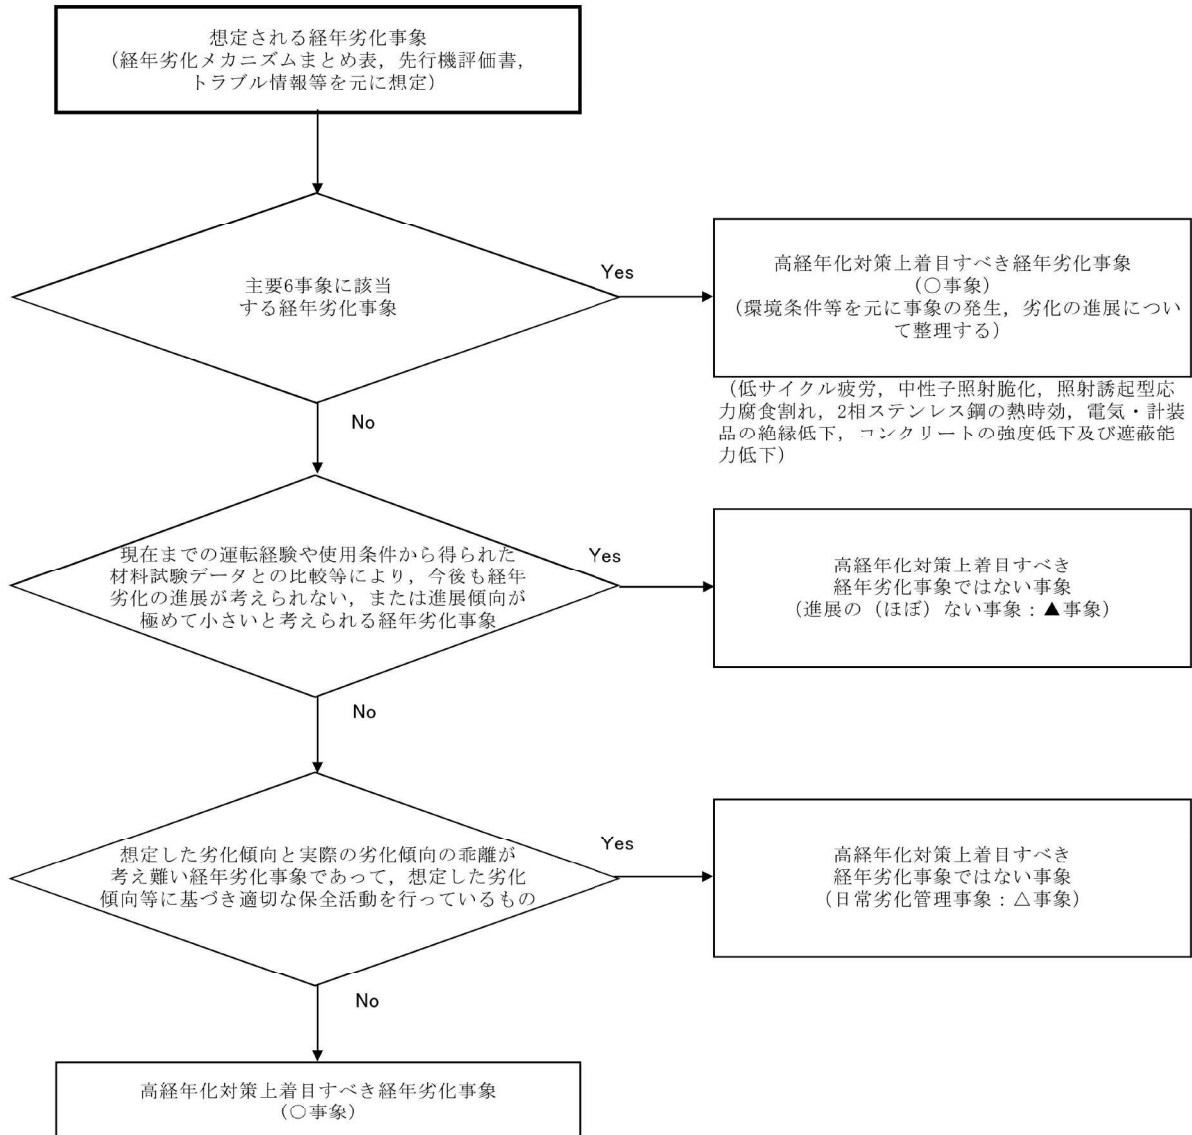 想定される経年劣化事象
（経年劣化メカニズムまとめ表，先行機評価書，
トラブル情報等を元に想定）
主要6事象に該当
する経年劣化事象
Yes
高経年化対策上着目すべき経年劣化事象
（○事象）
（環境条件等を元に事象の発生，劣化の進展につい
て整理する）
（低サイクル疲労，中性子照射脆化，照射誘起型応
力腐食割れ，2相ステンレス鋼の熱時効，電気・計装
品の絶縁低下，コンクリートの強度低下及び遮蔽能
力低下）
No
現在までの運転経験や使用条件から得られた
材料試験データとの比較等により，今後も経年
劣化の進展が考えられない，または進展傾向が
極めて小さいと考えられる経年劣化事象
Yes
高経年化対策上着目すべき
経年劣化事象ではない事象
（進展の（ほぼ）ない事象：▲事象）
No
想定した劣化傾向と実際の劣化傾向の乖離が
考え難い経年劣化事象であって，想定した劣化
傾向等に基づき適切な保全活動を行っているもの
Yes
高経年化対策上着目すべき
経年劣化事象ではない事象
（日常劣化管理事象：△事象）
No
高経年化対策上着目すべき経年劣化事象
（○事象）